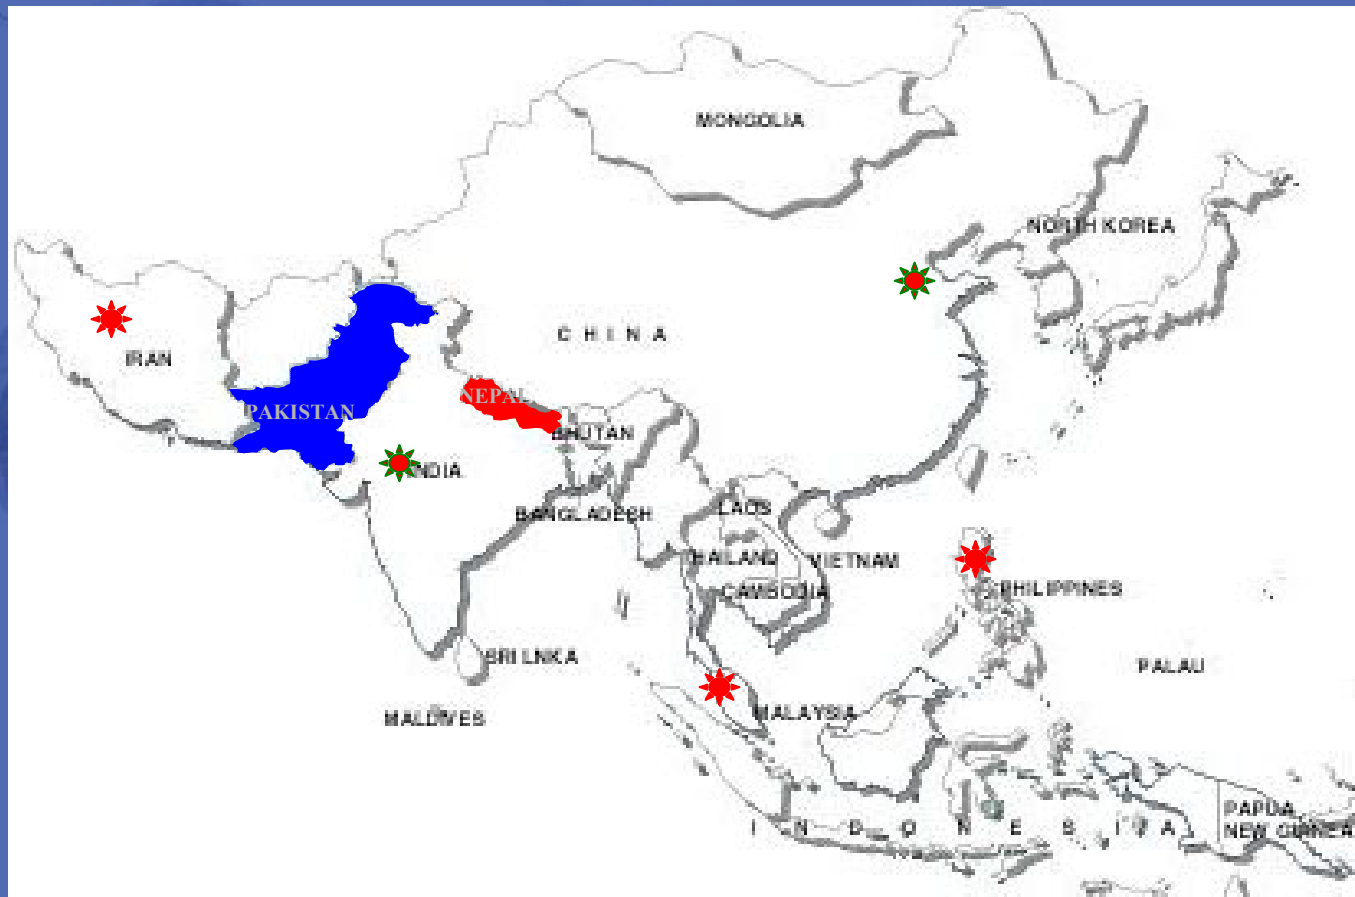 MONGOLIA
NORTH KOREA
C H I N A
IRAN
NEPAL
PAKISTAN
BHUTAN
INDIA
LAOS
BANGLADESH
HAILAND
VIETNAM
CAMBODIA
PHILIPPINES
SRI LNKA
PALAU
MALAYSIA
MALDIVES
PAPUA
NEW GUINEA
I N D O N E S I A